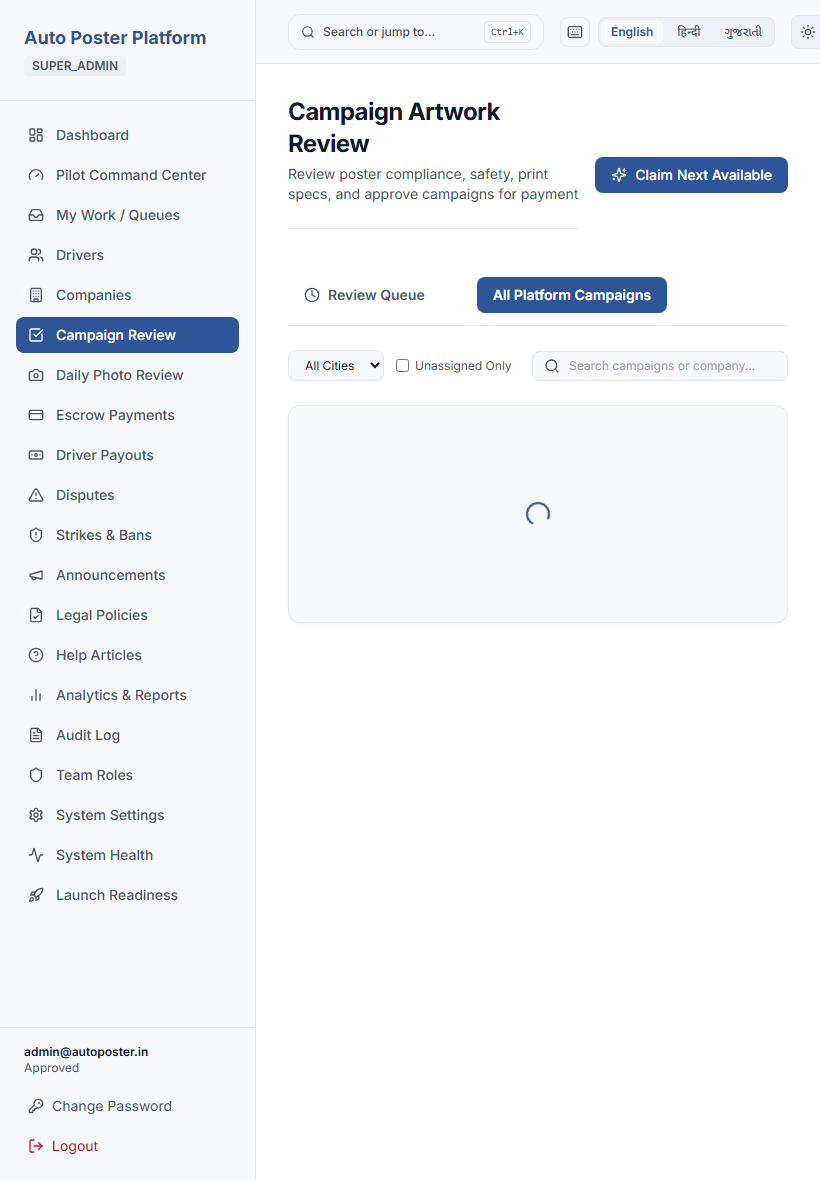 Auto Poster Platform
SUPER_ADMIN
Dashboard
Pilot Command Center
My Work / Queues
Drivers
Companies
Campaign Review
Daily Photo Review
Escrow Payments
Driver Payouts
Disputes
Strikes & Bans
Announcements
Legal Policies
Help Articles
Analytics & Reports
Audit Log
Team Roles
System Settings
System Health
Launch Readiness
admin@autoposter.in
Approved
Change Password
Logout
Search or jump to... Ctrl+K
English हिन्दी ગુજરાતી
Campaign Artwork
Review
Review poster compliance, safety, print
specs, and approve campaigns for payment
Claim Next Available
Review Queue
All Platform Campaigns
All Cities
Unassigned Only
Search campaigns or company...